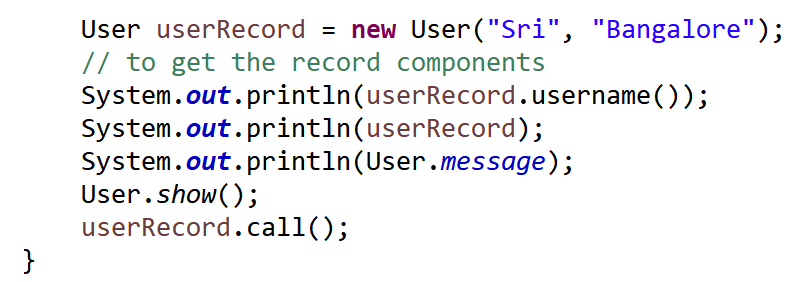 User userRecord = new User("Sri", "Bangalore");
// to get the record components
System.out.println(userRecord.username());
System.out.println(userRecord);
System.out.println(User.message);
User.show();
userRecord.call();
}